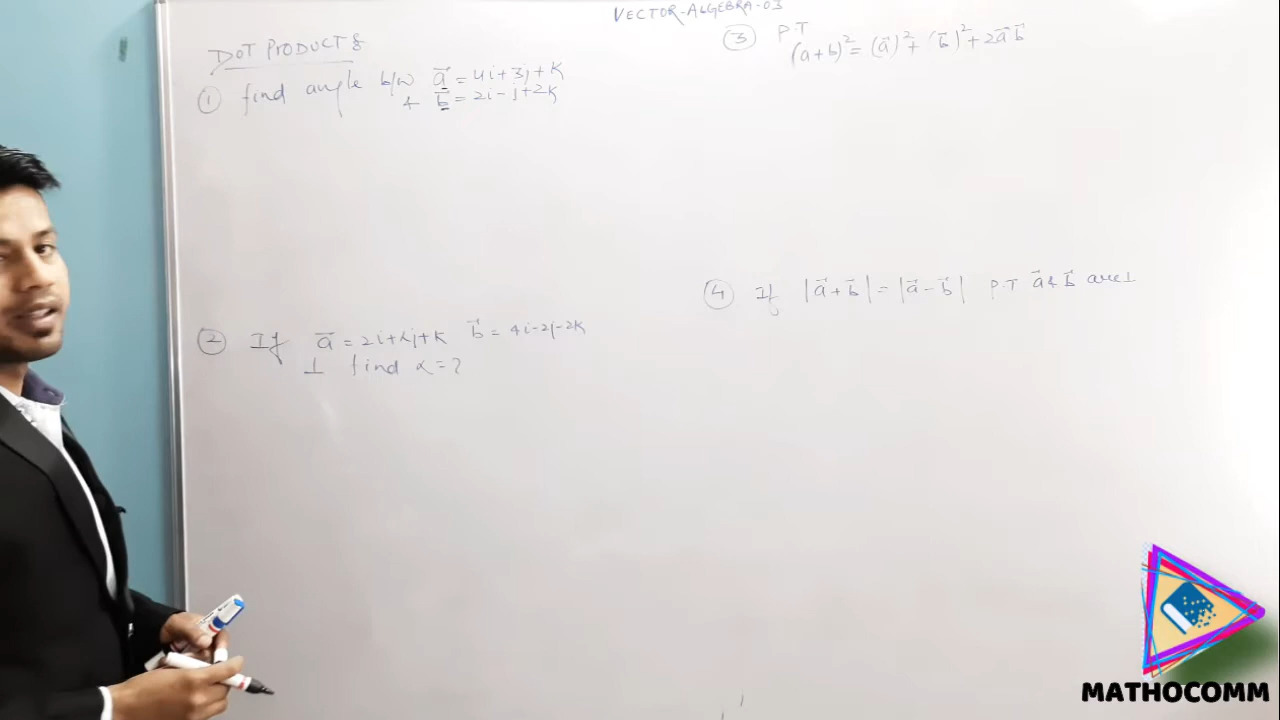 VECTOR-ALGEBRA-03
DOT PRODUCT &
① find angle b/w a⃗ = 4i+3j+k
& b⃗ = 2i-j+2k
② If a⃗ = 2i+αj+k b⃗ = 4i-2j-2k
⊥ find α=?
③ P.T
(a+b)² = (a⃗)² + (b⃗)² + 2a⃗ b⃗
④ If |a⃗+b⃗| = |a⃗-b⃗| P.T a⃗ & b⃗ are ⊥
MATHOCOMM